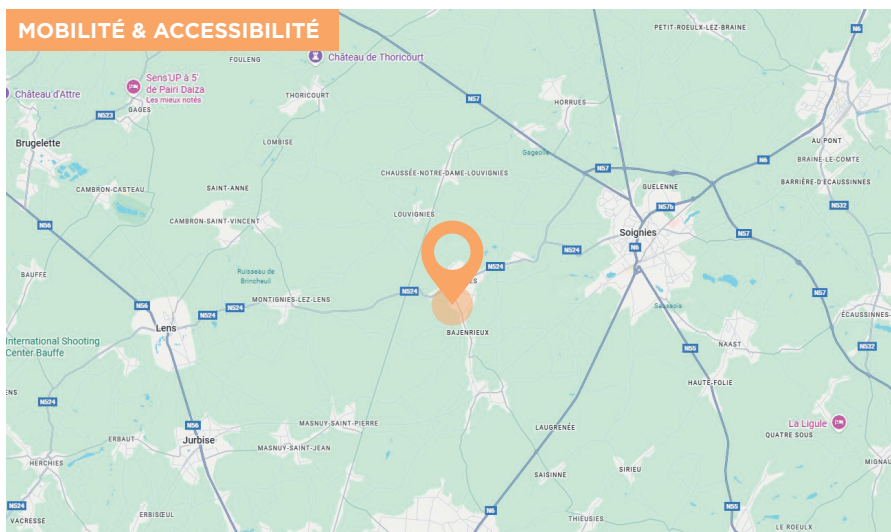 MOBILITÉ & ACCESSIBILITÉ
PETIT-ROEULX-LEZ-BRAINE
N6
FOULENG
Château de Thoricourt
Sens'UP à 5'
de Pairi Daiza
Les mieux notés
Château d'Attre
THORICOURT
N57
HORRUES
GAGES
N523
AU PONT
Brugelette
LOMBISE
Gageolle
N6
BRAINE-LE-COMTE
N57
CHAUSSÉE-NOTRE-DAME-LOUVIGNIES
BARRIÈRE-D'ECAUSSINNES
CAMBRON-CASTEAU
SAINT-ANNE
GUELENNE
N57b
N532
LOUVIGNIES
CAMBRON-SAINT-VINCENT
N56
Soignies
N57
N6
N524
N524
BAUFFE
Ruisseau de
Brincheuil
N524
N57
MONTIGNIES-LEZ-LENS
N56
N524
N524
Saussois
ECAUSSINNES-
Lens
BAJENRIEUX
International Shooting
Center Bauffe
N55
NAAST
N532
HAUTE-FOLIE
ENS
N524
La Ligule
N56
MASNUY-SAINT-PIERRE
LAUGRENÉE
QUATRE SOUS
ERBAUT
Jurbise
MASNUY-SAINT-JEAN
HERCHIES
SIRIEU
MIGNAU
SAISINNE
N524
N6
N55
ERBISŒUL
VACRESSE
THIEUSIES
LE ROEULX